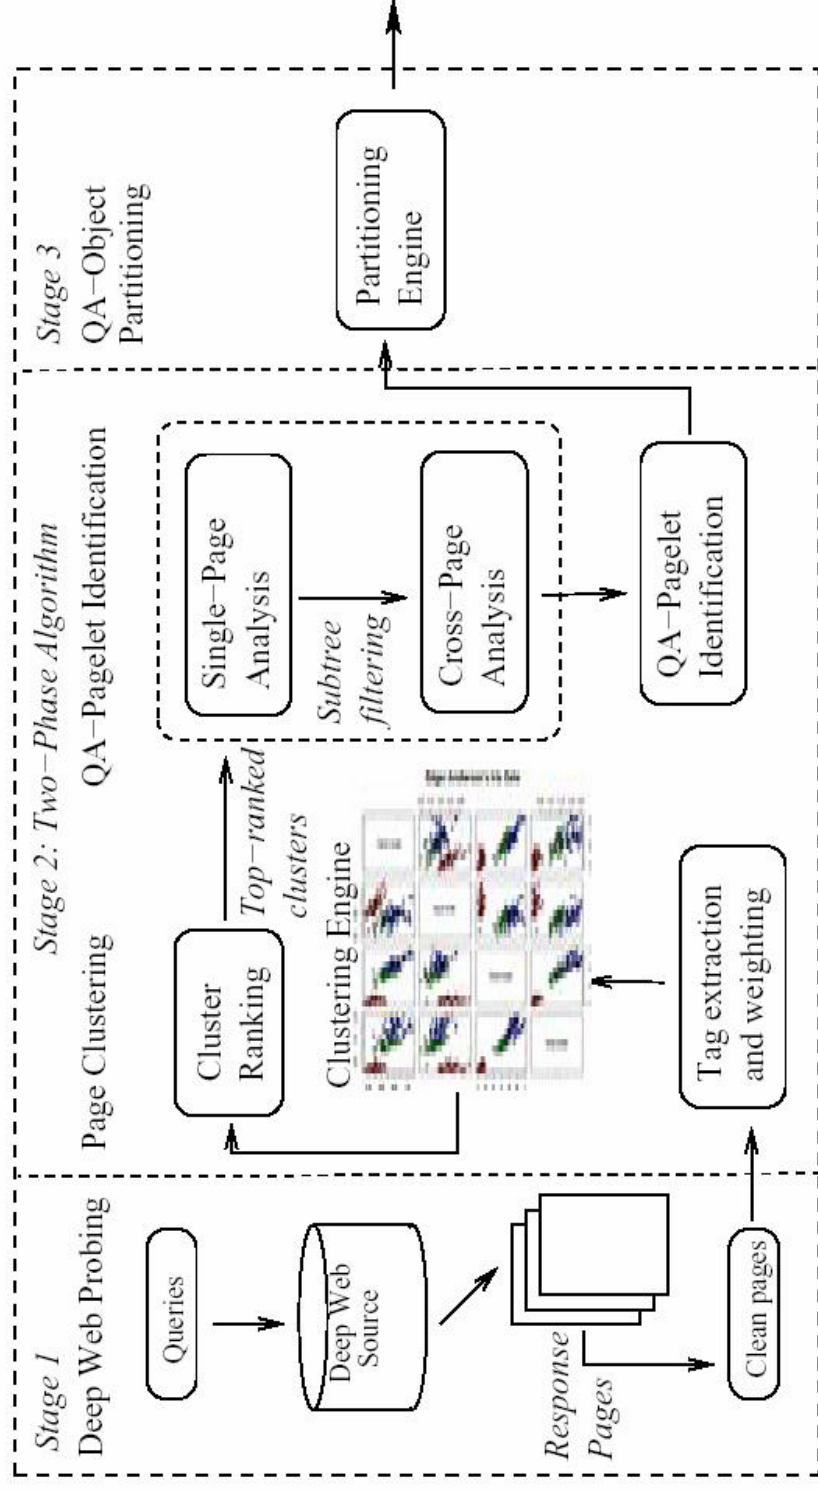 Stage 1
Deep Web Probing
Queries
Deep Web
Source
Response
Pages
Clean pages
Stage 2: Two−Phase Algorithm
Page Clustering
Tag extraction
and weighting
Clustering Engine
Cluster
Ranking
Top−ranked
clusters
QA−Pagelet Identification
Single−Page
Analysis
Subtree
filtering
Cross−Page
Analysis
QA−Pagelet
Identification
Stage 3
QA−Object
Partitioning
Partitioning
Engine